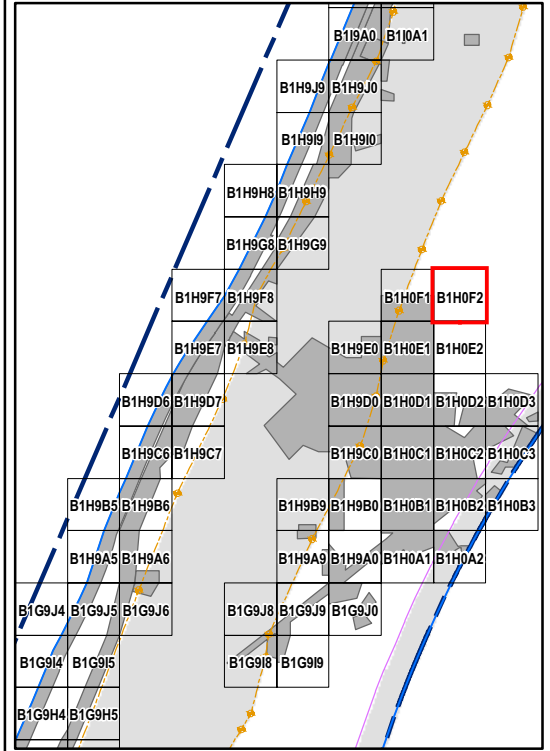 B1I9A0 B1I0A1
B1H9J9 B1H9J0
B1H9I9 B1H9I0
B1H9H8 B1H9H9
B1H9G8 B1H9G9
B1H9F7 B1H9F8 B1H0F1 B1H0F2
B1H9E7 B1H9E8 B1H9E0 B1H0E1 B1H0E2
B1H9D6 B1H9D7 B1H9D0 B1H0D1 B1H0D2 B1H0D3
B1H9C6 B1H9C7 B1H9C0 B1H0C1 B1H0C2 B1H0C3
B1H9B5 B1H9B6 B1H9B9 B1H9B0 B1H0B1 B1H0B2 B1H0B3
B1H9A5 B1H9A6 B1H9A9 B1H9A0 B1H0A1 B1H0A2
B1G9J4 B1G9J5 B1G9J6 B1G9J8 B1G9J9 B1G9J0
B1G9I4 B1G9I5 B1G9I8 B1G9I9
B1G9H4 B1G9H5